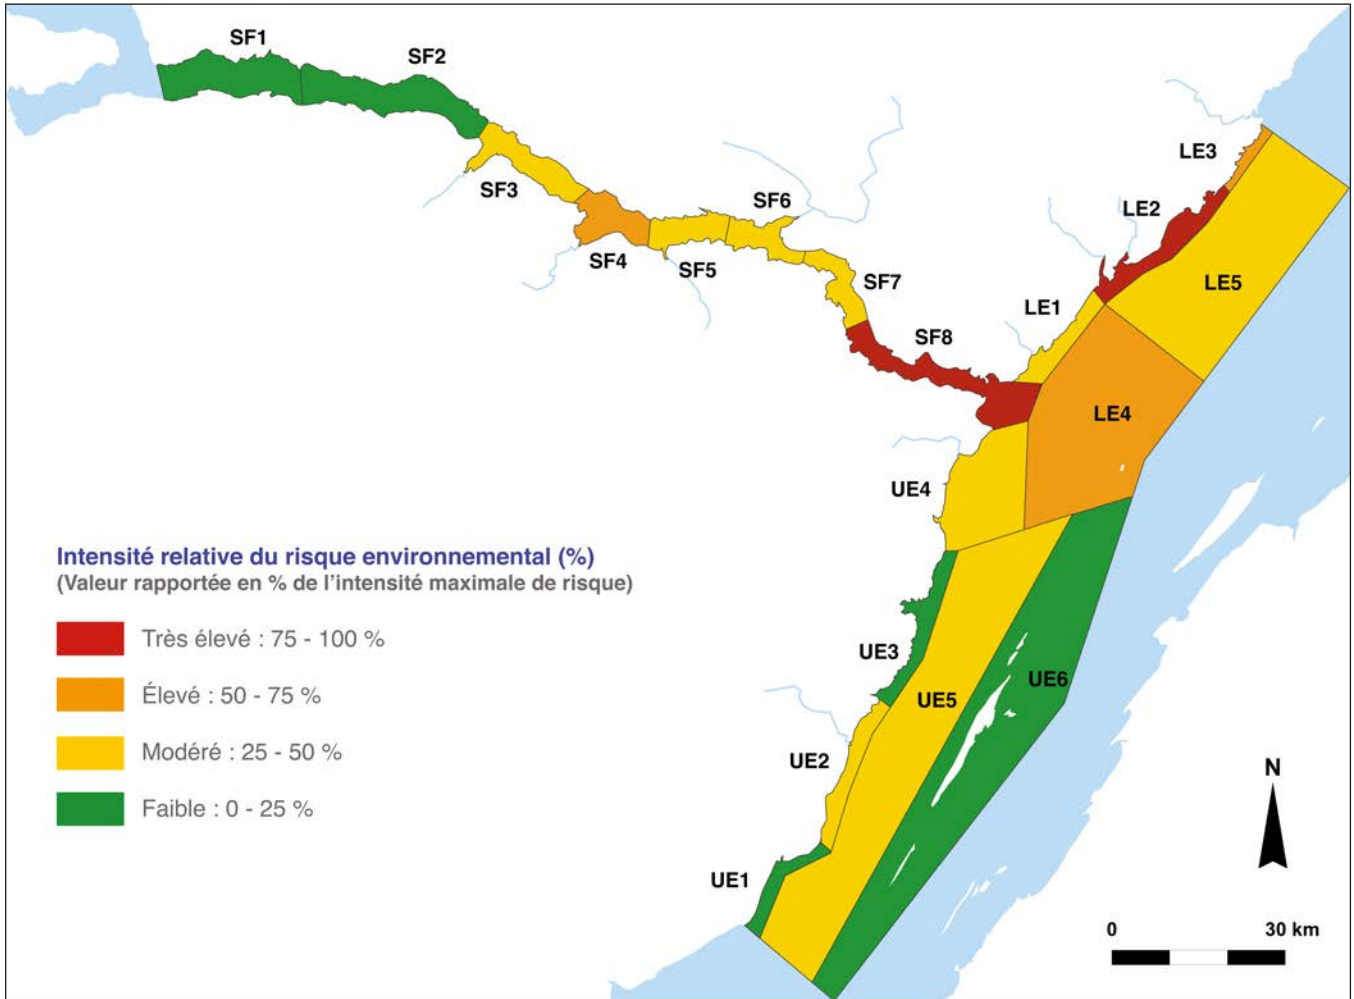 SF1
SF2
SF3
SF4
SF5
SF6
SF7
SF8
LE1
LE2
LE3
LE4
LE5
UE4
UE3
UE2
UE1
UE5
UE6
Intensité relative du risque environnemental (%)
(Valeur rapportée en % de l'intensité maximale de risque)
Très élevé : 75 - 100 %
Élevé : 50 - 75 %
Modéré : 25 - 50 %
Faible : 0 - 25 %
N
0 30 km